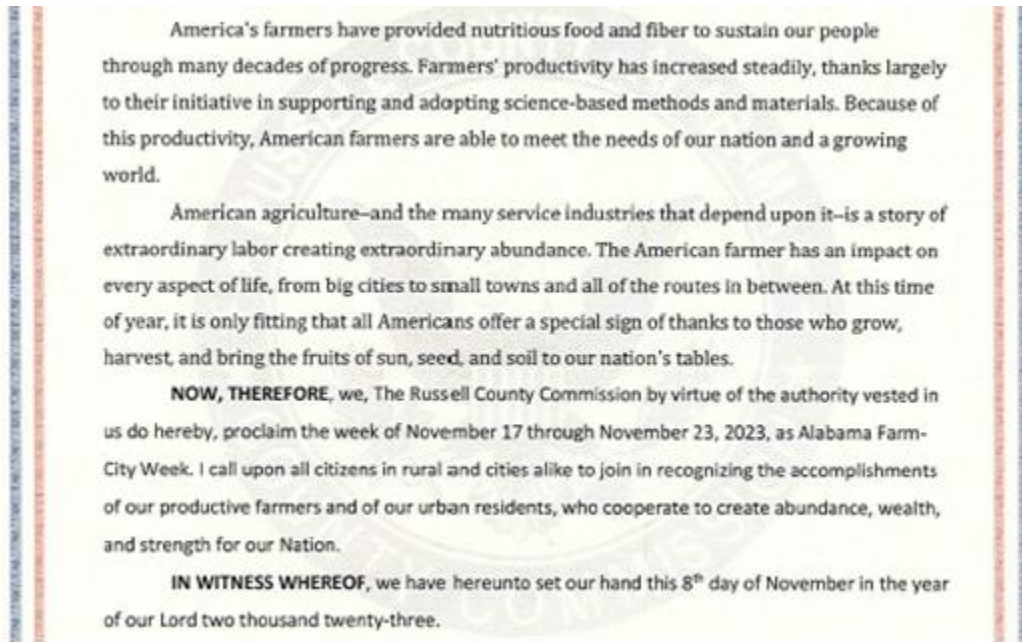 America's farmers have provided nutritious food and fiber to sustain our people
through many decades of progress. Farmers' productivity has increased steadily, thanks largely
to their initiative in supporting and adopting science-based methods and materials. Because of
this productivity, American farmers are able to meet the needs of our nation and a growing
world.
American agriculture–and the many service industries that depend upon it–is a story of
extraordinary labor creating extraordinary abundance. The American farmer has an impact on
every aspect of life, from big cities to small towns and all of the routes in between. At this time
of year, it is only fitting that all Americans offer a special sign of thanks to those who grow,
harvest, and bring the fruits of sun, seed, and soil to our nation's tables.
NOW, THEREFORE, we, The Russell County Commission by virtue of the authority vested in
us do hereby, proclaim the week of November 17 through November 23, 2023, as Alabama Farm-
City Week. I call upon all citizens in rural and cities alike to join in recognizing the accomplishments
of our productive farmers and of our urban residents, who cooperate to create abundance, wealth,
and strength for our Nation.
IN WITNESS WHEREOF, we have hereunto set our hand this 8th day of November in the year
of our Lord two thousand twenty-three.